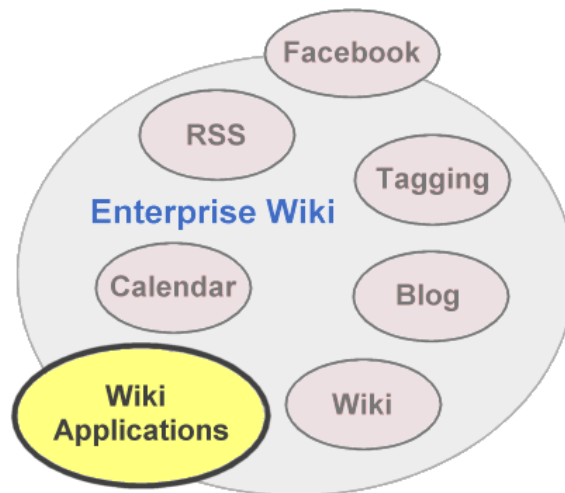 Facebook
RSS
Tagging
Enterprise Wiki
Calendar
Blog
Wiki
Applications
Wiki